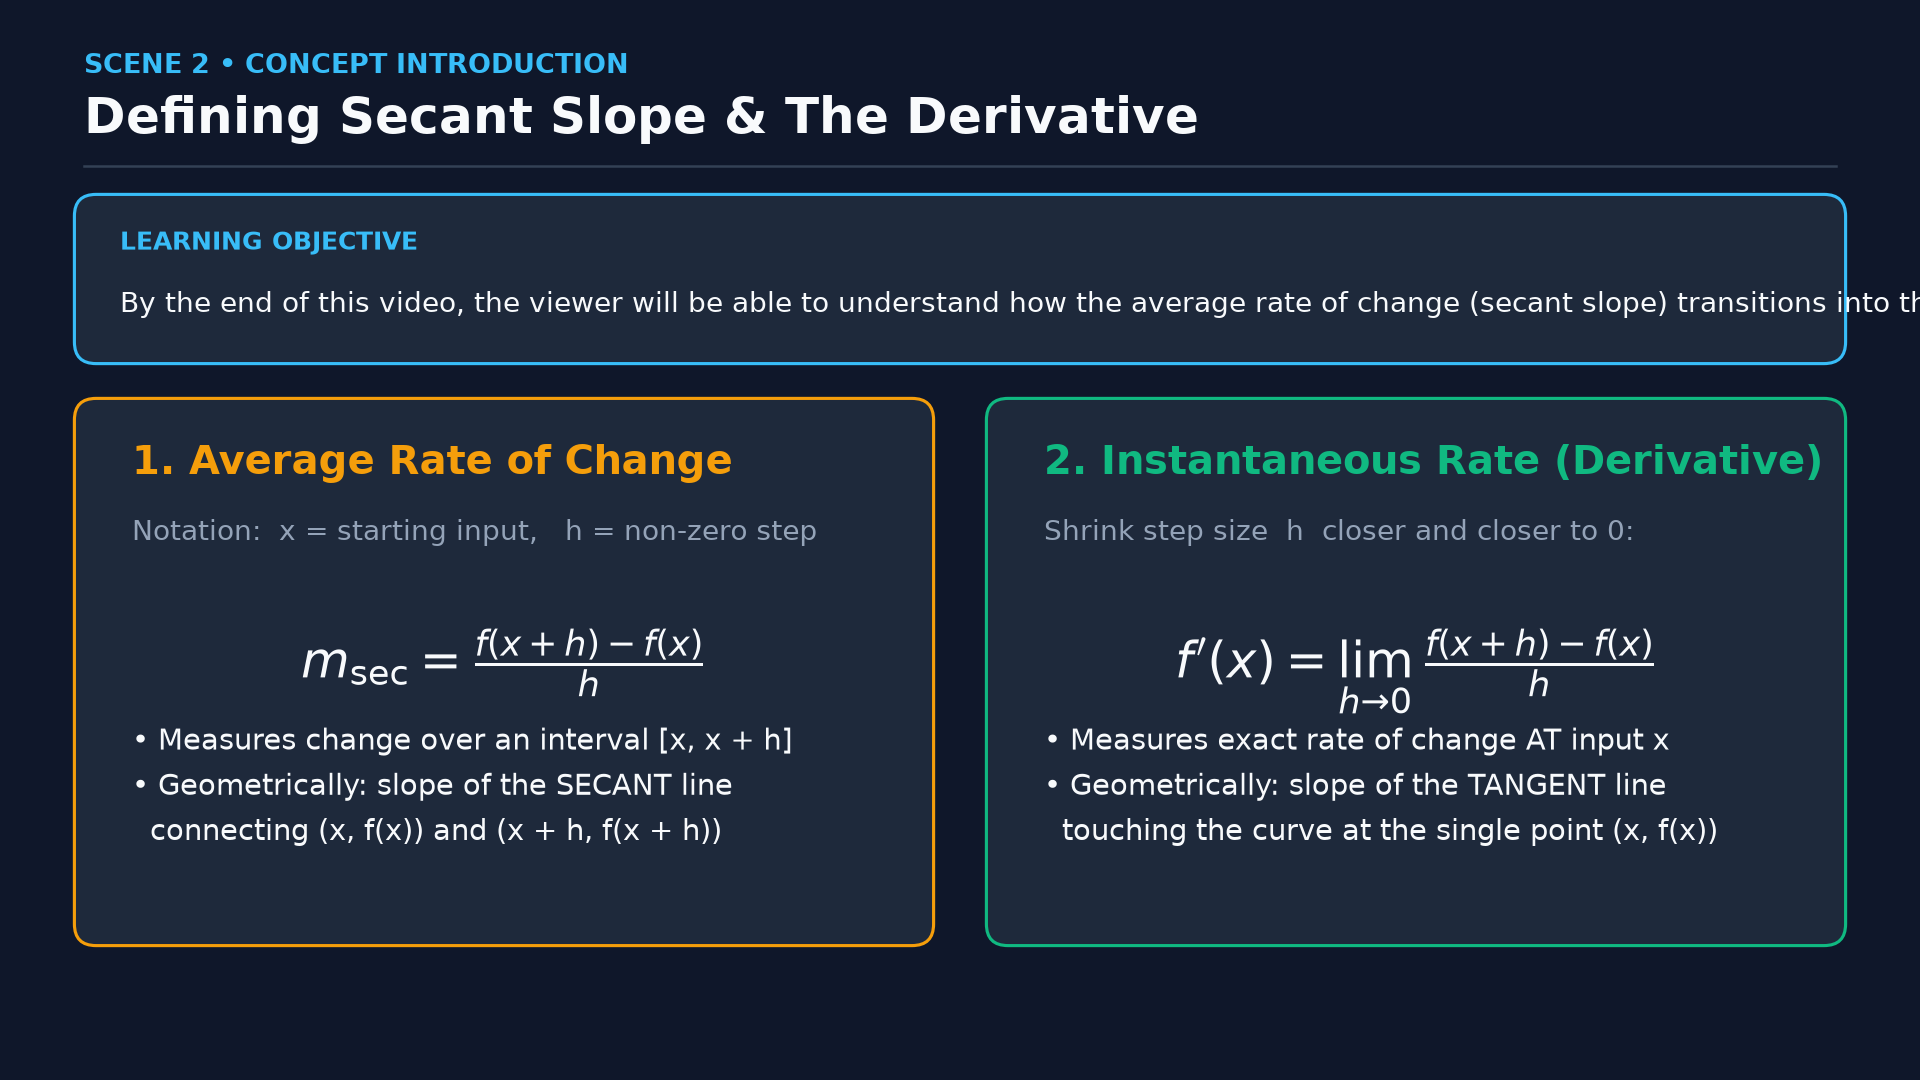 SCENE 2 • CONCEPT INTRODUCTION
Defining Secant Slope & The Derivative
LEARNING OBJECTIVE
By the end of this video, the viewer will be able to understand how the average rate of change (secant slope) transitions into th
1. Average Rate of Change
Notation:  x = starting input,   h = non-zero step
m_sec = (f(x + h) − f(x)) / h
• Measures change over an interval [x, x + h]
• Geometrically: slope of the SECANT line
connecting (x, f(x)) and (x + h, f(x + h))
2. Instantaneous Rate (Derivative)
Shrink step size  h  closer and closer to 0:
f′(x) = lim_{h→0} (f(x + h) − f(x)) / h
• Measures exact rate of change AT input x
• Geometrically: slope of the TANGENT line
touching the curve at the single point (x, f(x))